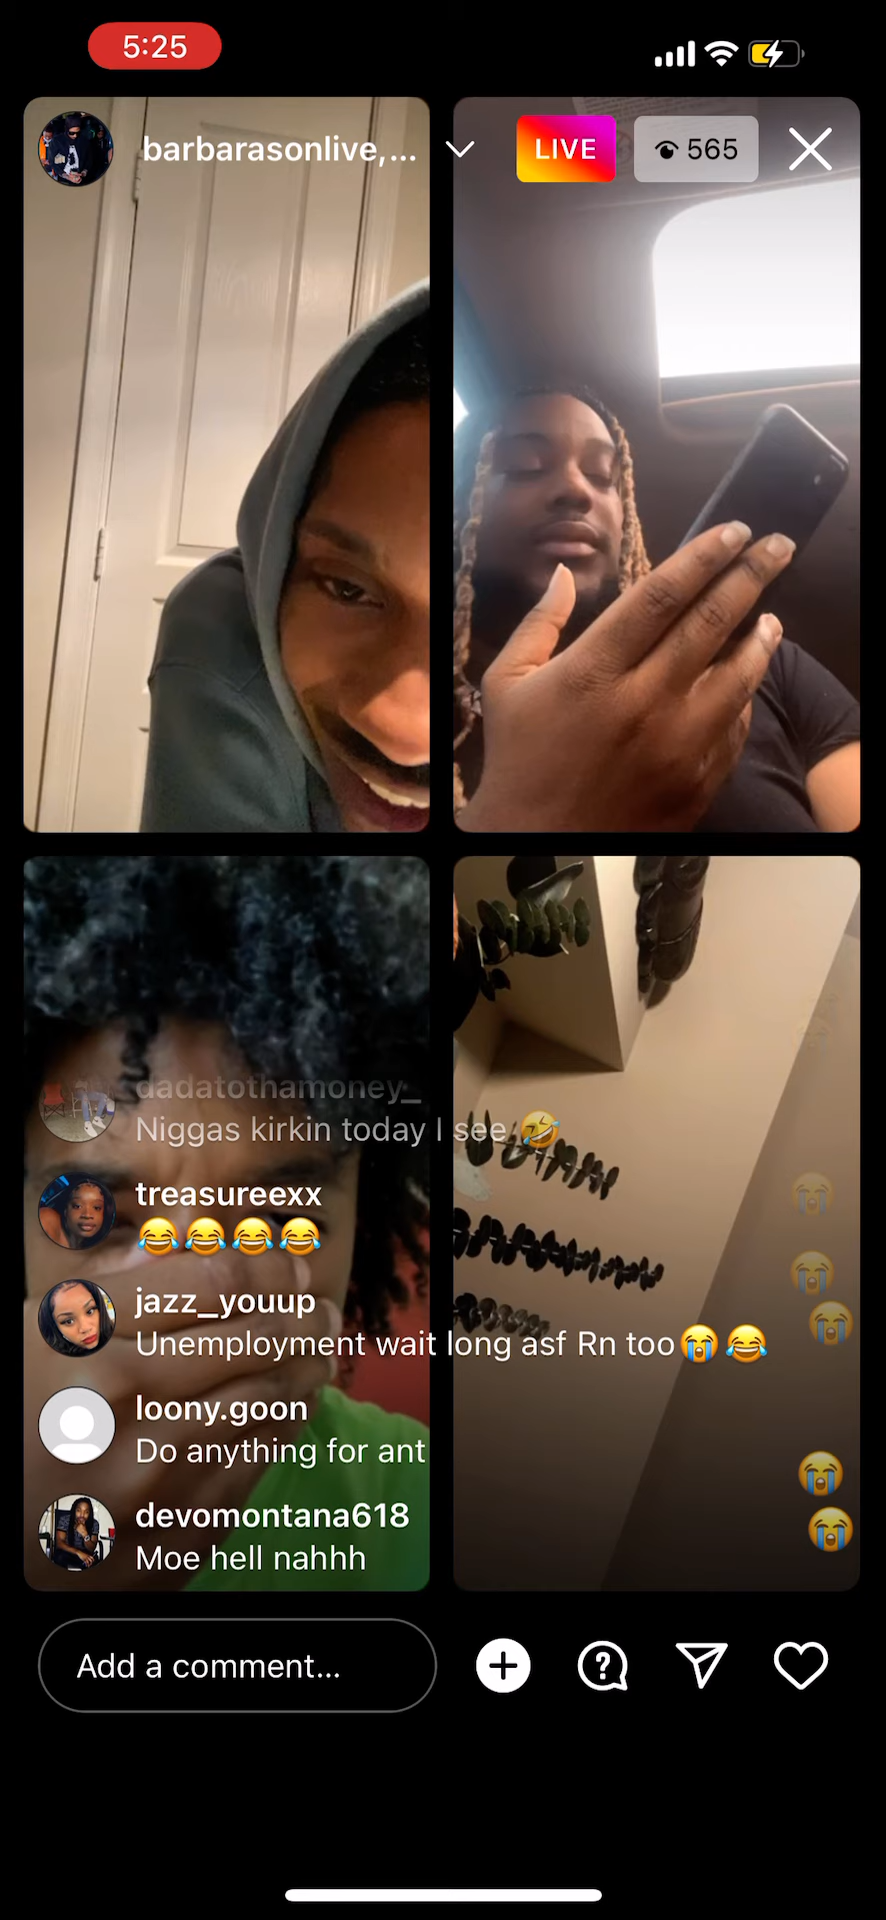 5:25
barbarasonlive,...
LIVE
565
dadatothamoney_
Niggas kirkin today I see 🤣
treasureexx
😂😂😂😂
jazz_youup
Unemployment wait long asf Rn too😭😂
loony.goon
Do anything for ant
devomontana618
Moe hell nahhh
Add a comment...